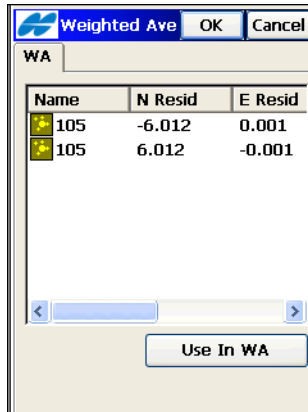 Weighted Ave OK Cancel
WA
Name N Resid E Resid
105 -6.012 0.001
105 6.012 -0.001
Use In WA